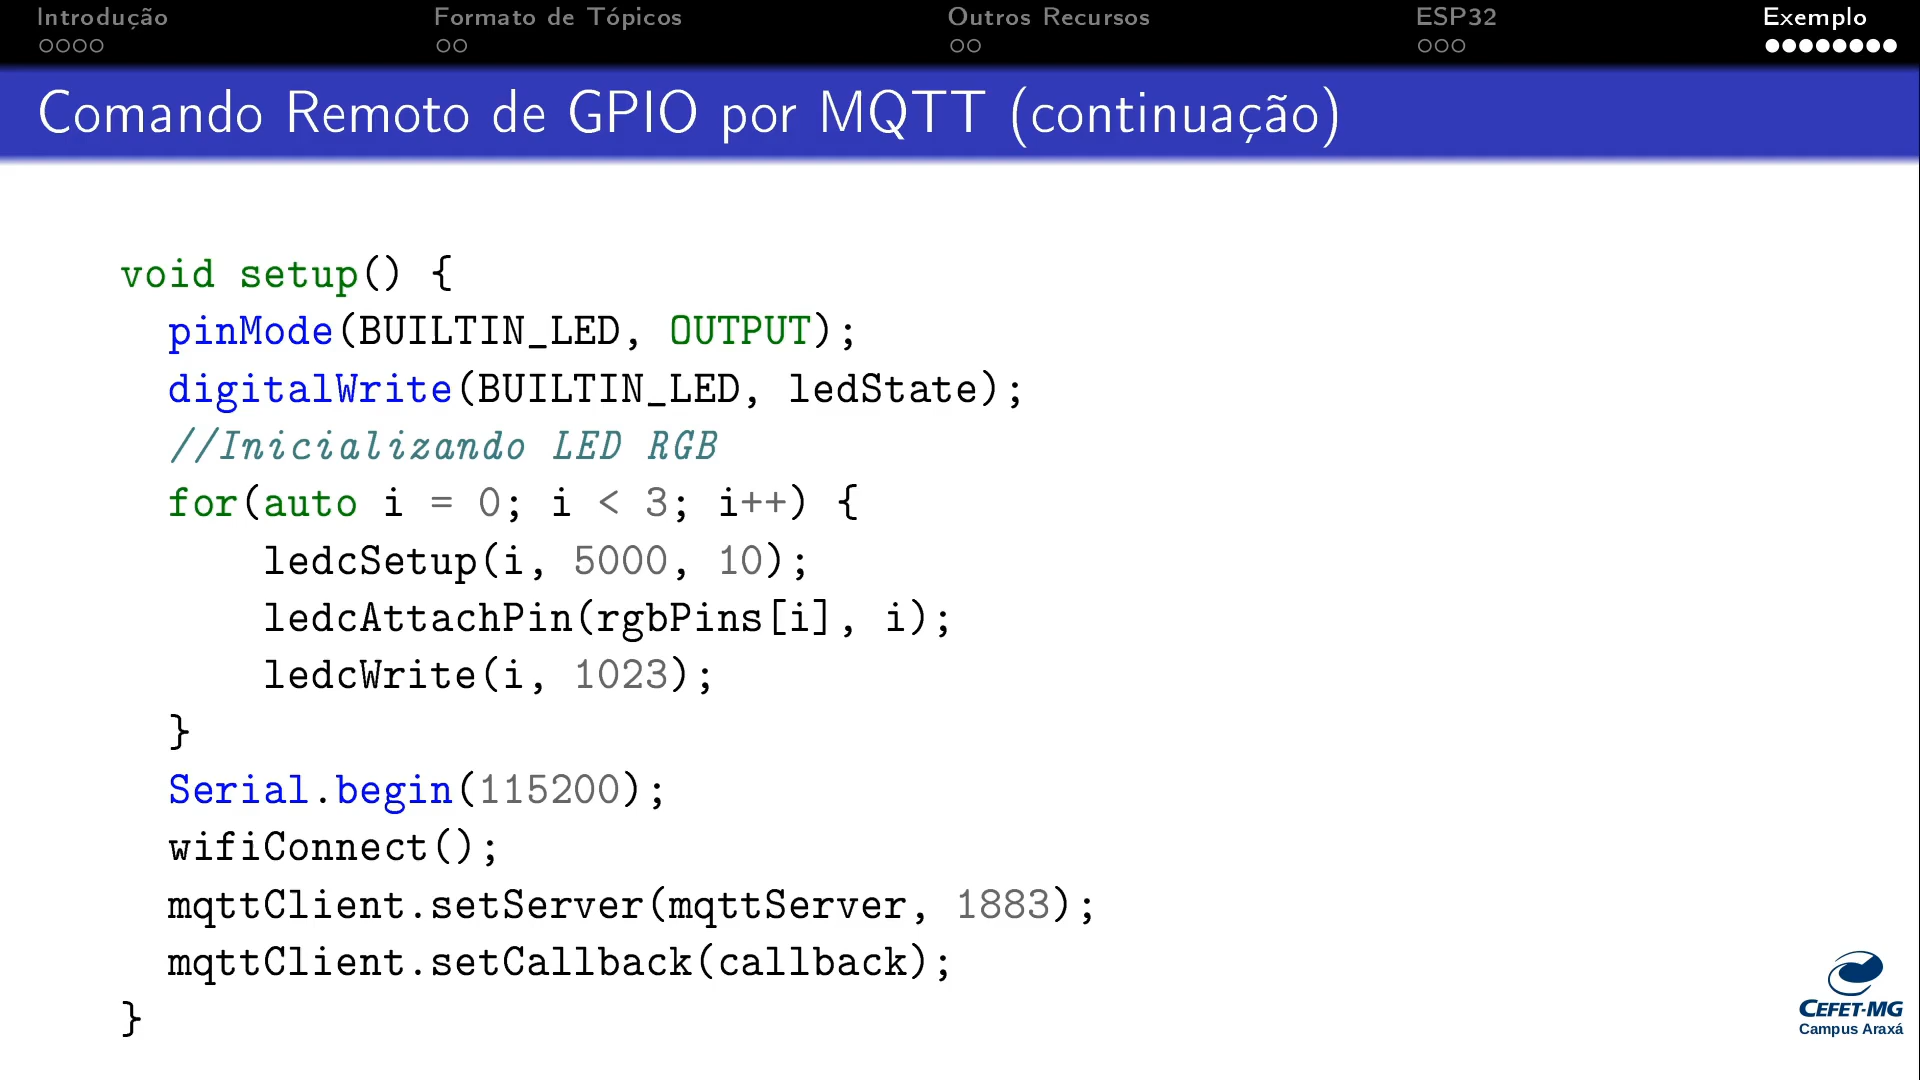 Introdução Formato de Tópicos Outros Recursos ESP32 Exemplo
Comando Remoto de GPIO por MQTT (continuação)
void setup() {
  pinMode(BUILTIN_LED, OUTPUT);
  digitalWrite(BUILTIN_LED, ledState);
  //Inicializando LED RGB
  for(auto i = 0; i < 3; i++) {
      ledcSetup(i, 5000, 10);
      ledcAttachPin(rgbPins[i], i);
      ledcWrite(i, 1023);
  }
  Serial.begin(115200);
  wifiConnect();
  mqttClient.setServer(mqttServer, 1883);
  mqttClient.setCallback(callback);
}
CEFET-MG
Campus Araxá